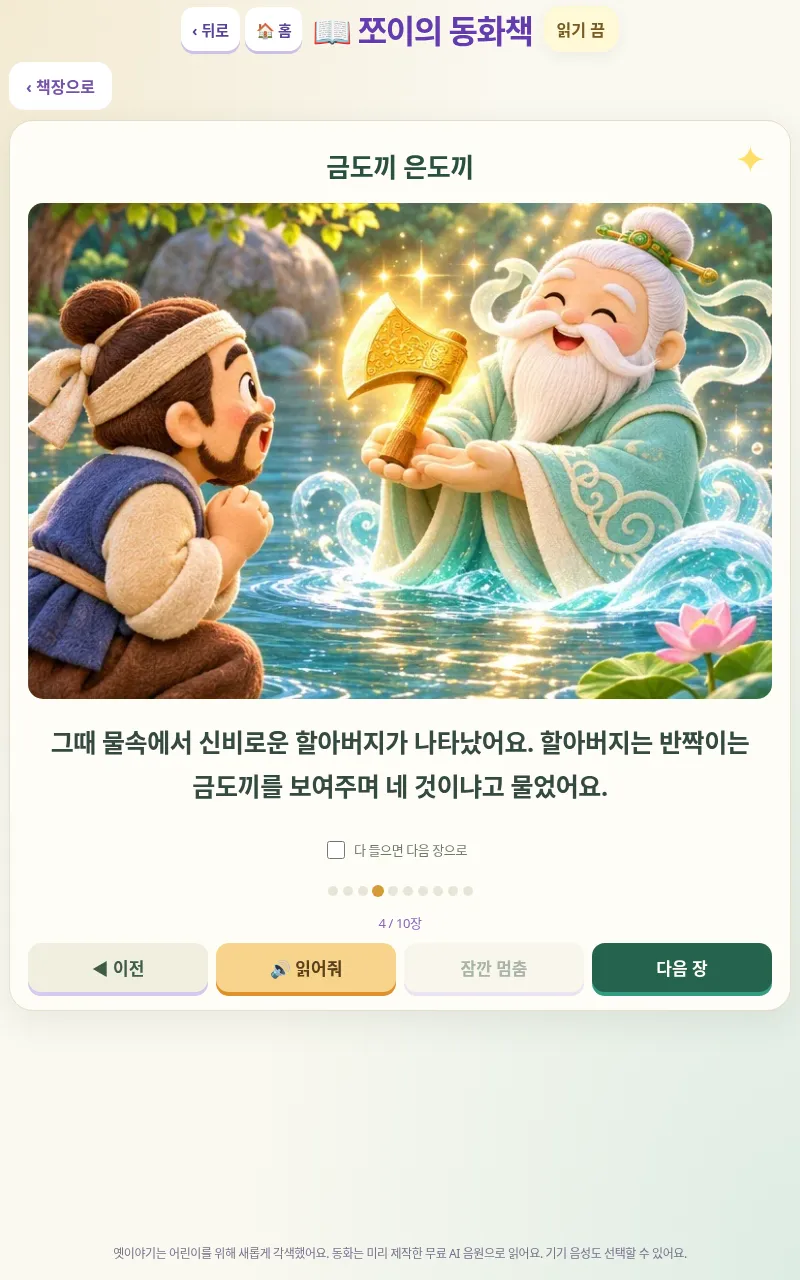 ‹ 뒤로 🏠 홈 📖 쪼이의 동화책 읽기 끝
‹ 책장으로
금도끼 은도끼
그때 물속에서 신비로운 할아버지가 나타났어요. 할아버지는 반짝이는
금도끼를 보여주며 네 것이냐고 물었어요.
다 들으면 다음 장으로
4 / 10장
◀ 이전 🔊 읽어줘 잠깐 멈춤 다음 장
옛이야기는 어린이를 위해 새롭게 각색했어요. 동화는 미리 제작한 무료 AI 음원으로 읽어요. 기기 음성도 선택할 수 있어요.